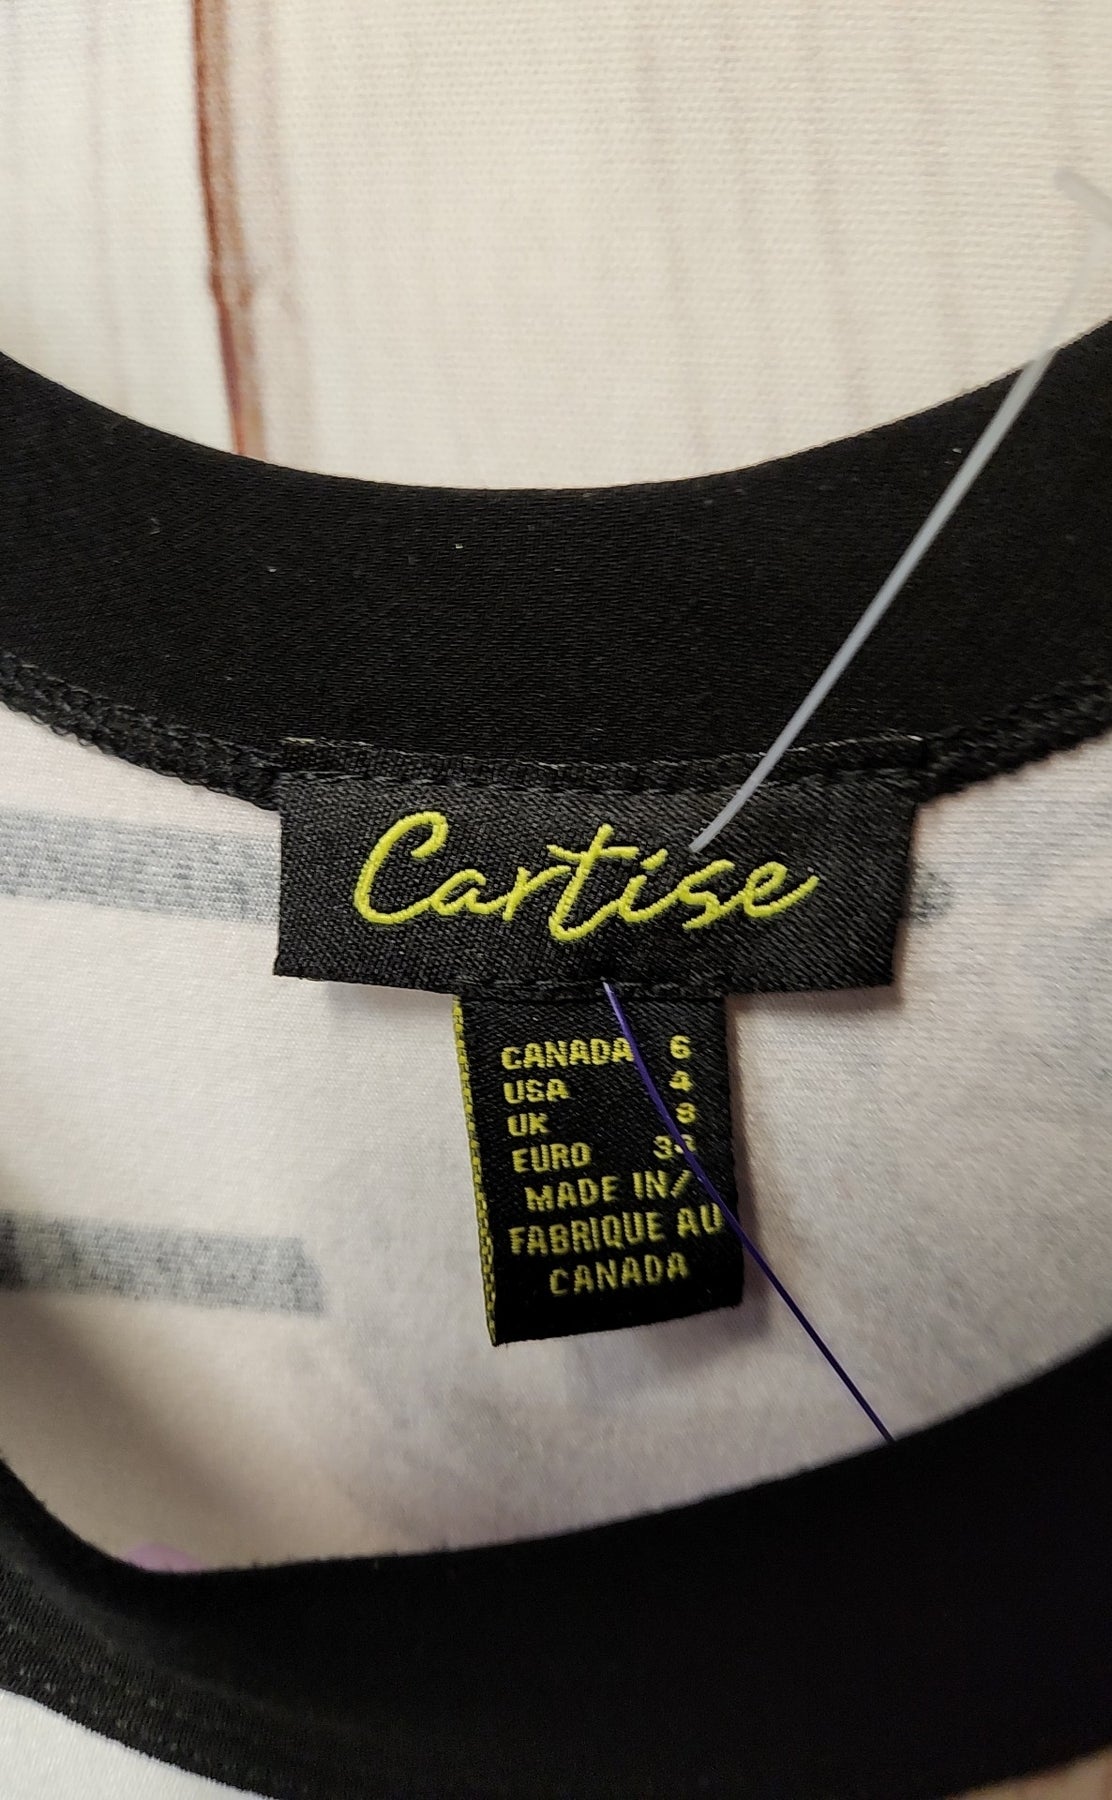 Cartise
CANADA 6
USA 4
UK 8
EURO
MADE IN/
FABRIQUE AU
CANADA